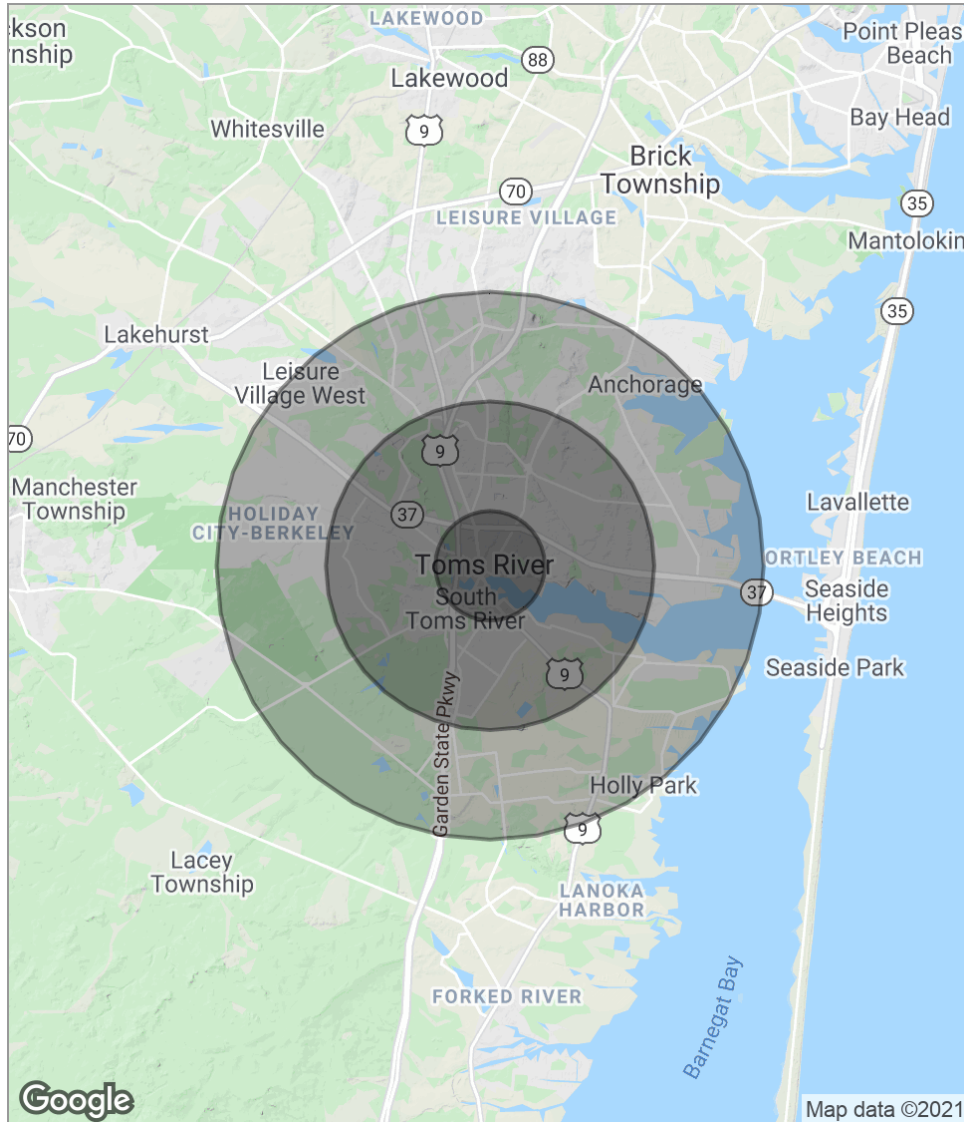 ckson
nship
LAKEWOOD
Point Pleas
Beach
88
Lakewood
Bay Head
Whitesville
9
Brick
Township
70
LEISURE VILLAGE
35
Mantolokin
35
Lakehurst
Leisure
Village West
Anchorage
70
9
Manchester
Township
Lavallette
HOLIDAY
CITY-BERKELEY
37
Toms River
ORTLEY BEACH
South
Toms River
37
Seaside
Heights
9
Seaside Park
Garden State Pkwy
Holly Park
9
Lacey
Township
LANOKA
HARBOR
FORKED RIVER
Barnegat Bay
Google
Map data ©2021